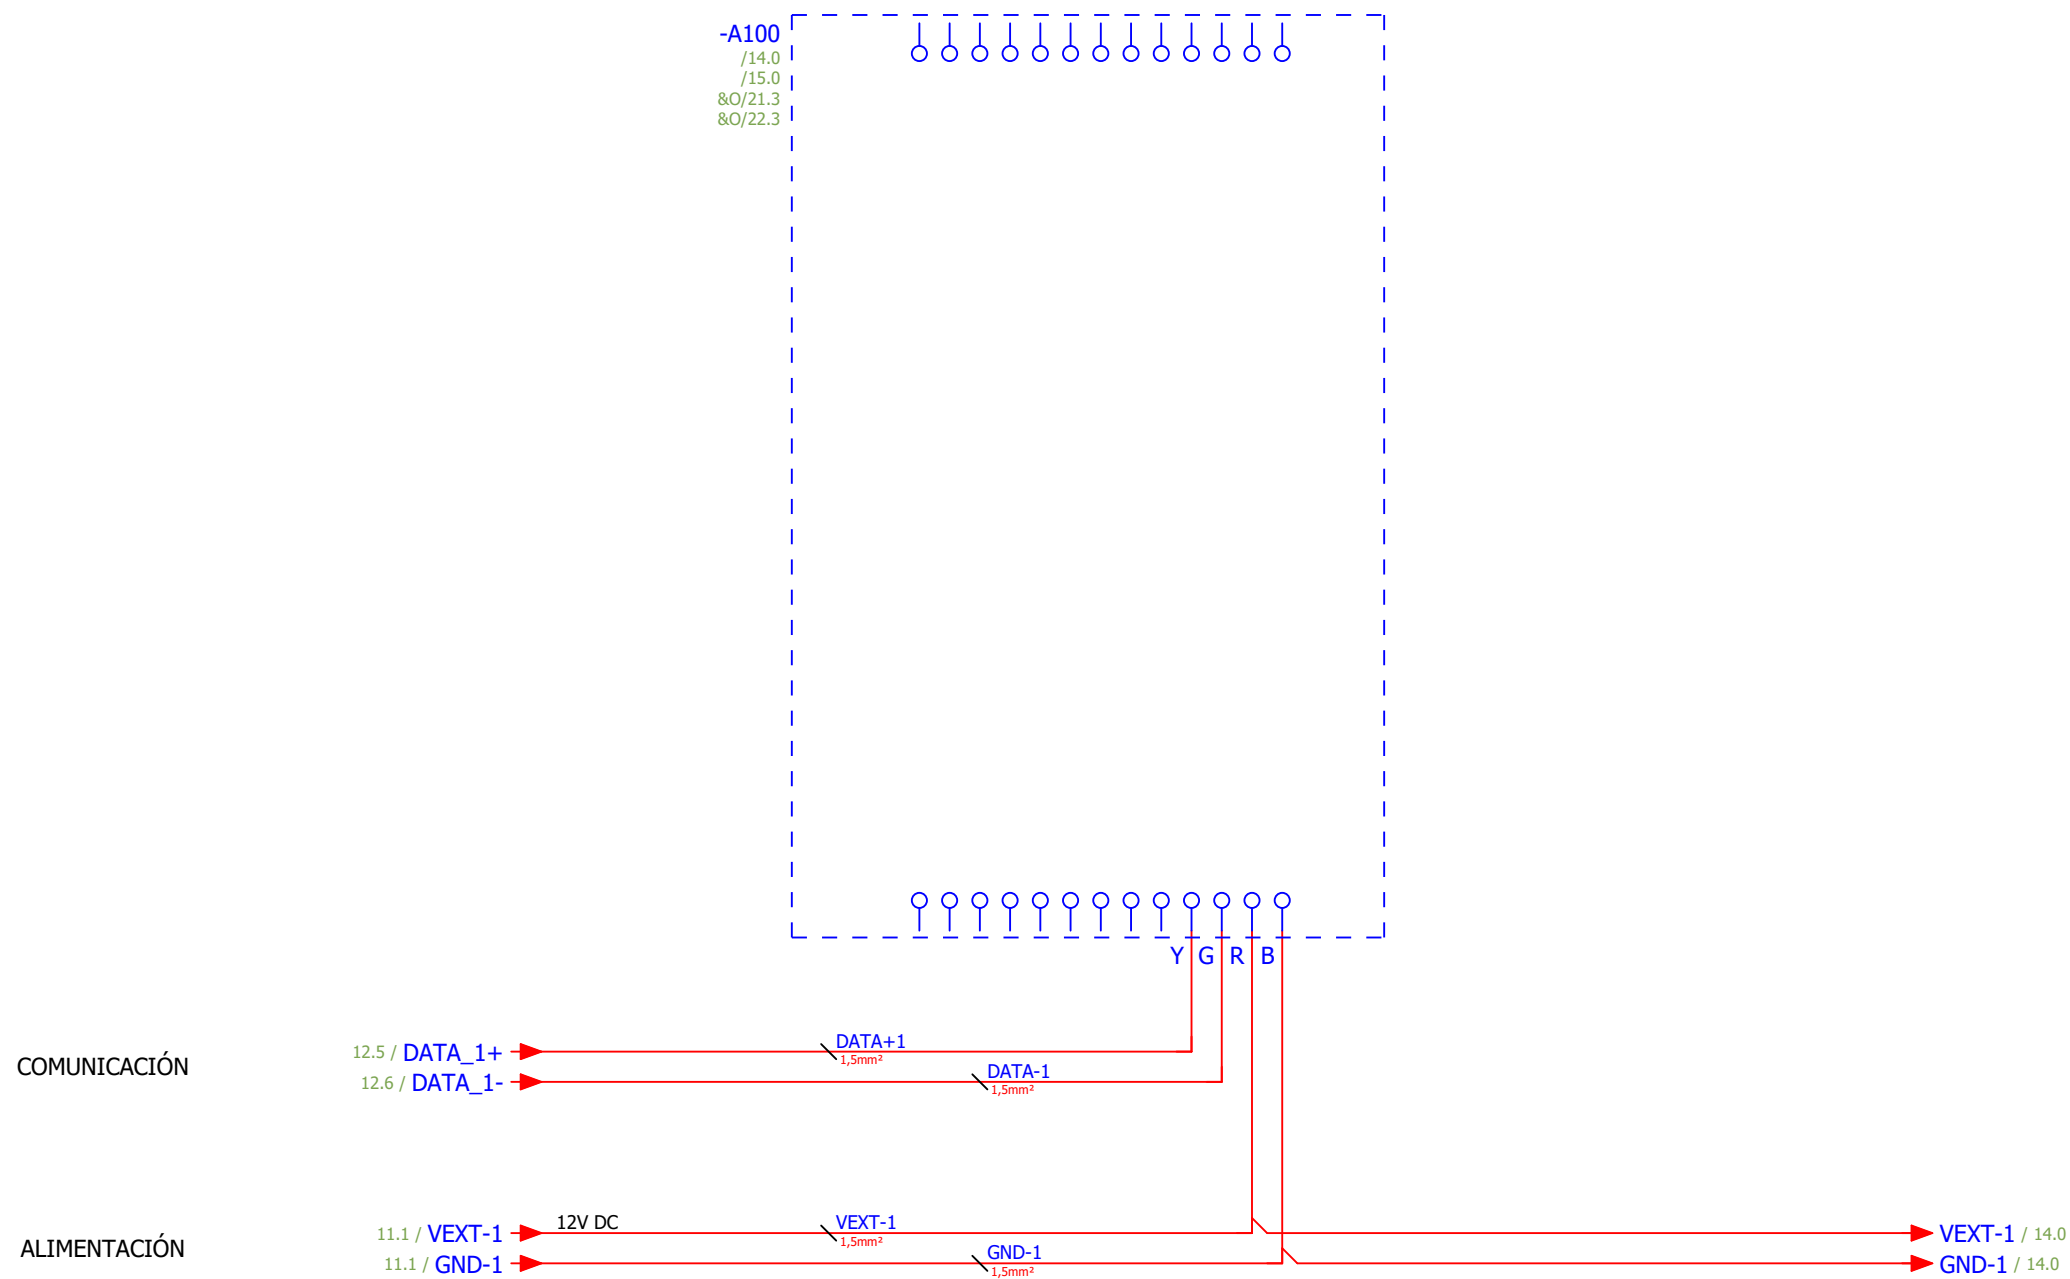 -A100
/14.0
/15.0
&O/21.3
&O/22.3
Y G R B
COMUNICACIÓN
12.5 / DATA_1+
DATA+1
1,5mm²
12.6 / DATA_1-
DATA-1
1,5mm²
ALIMENTACIÓN
11.1 / VEXT-1
12V DC
VEXT-1
1,5mm²
VEXT-1 / 14.0
11.1 / GND-1
GND-1
1,5mm²
GND-1 / 14.0